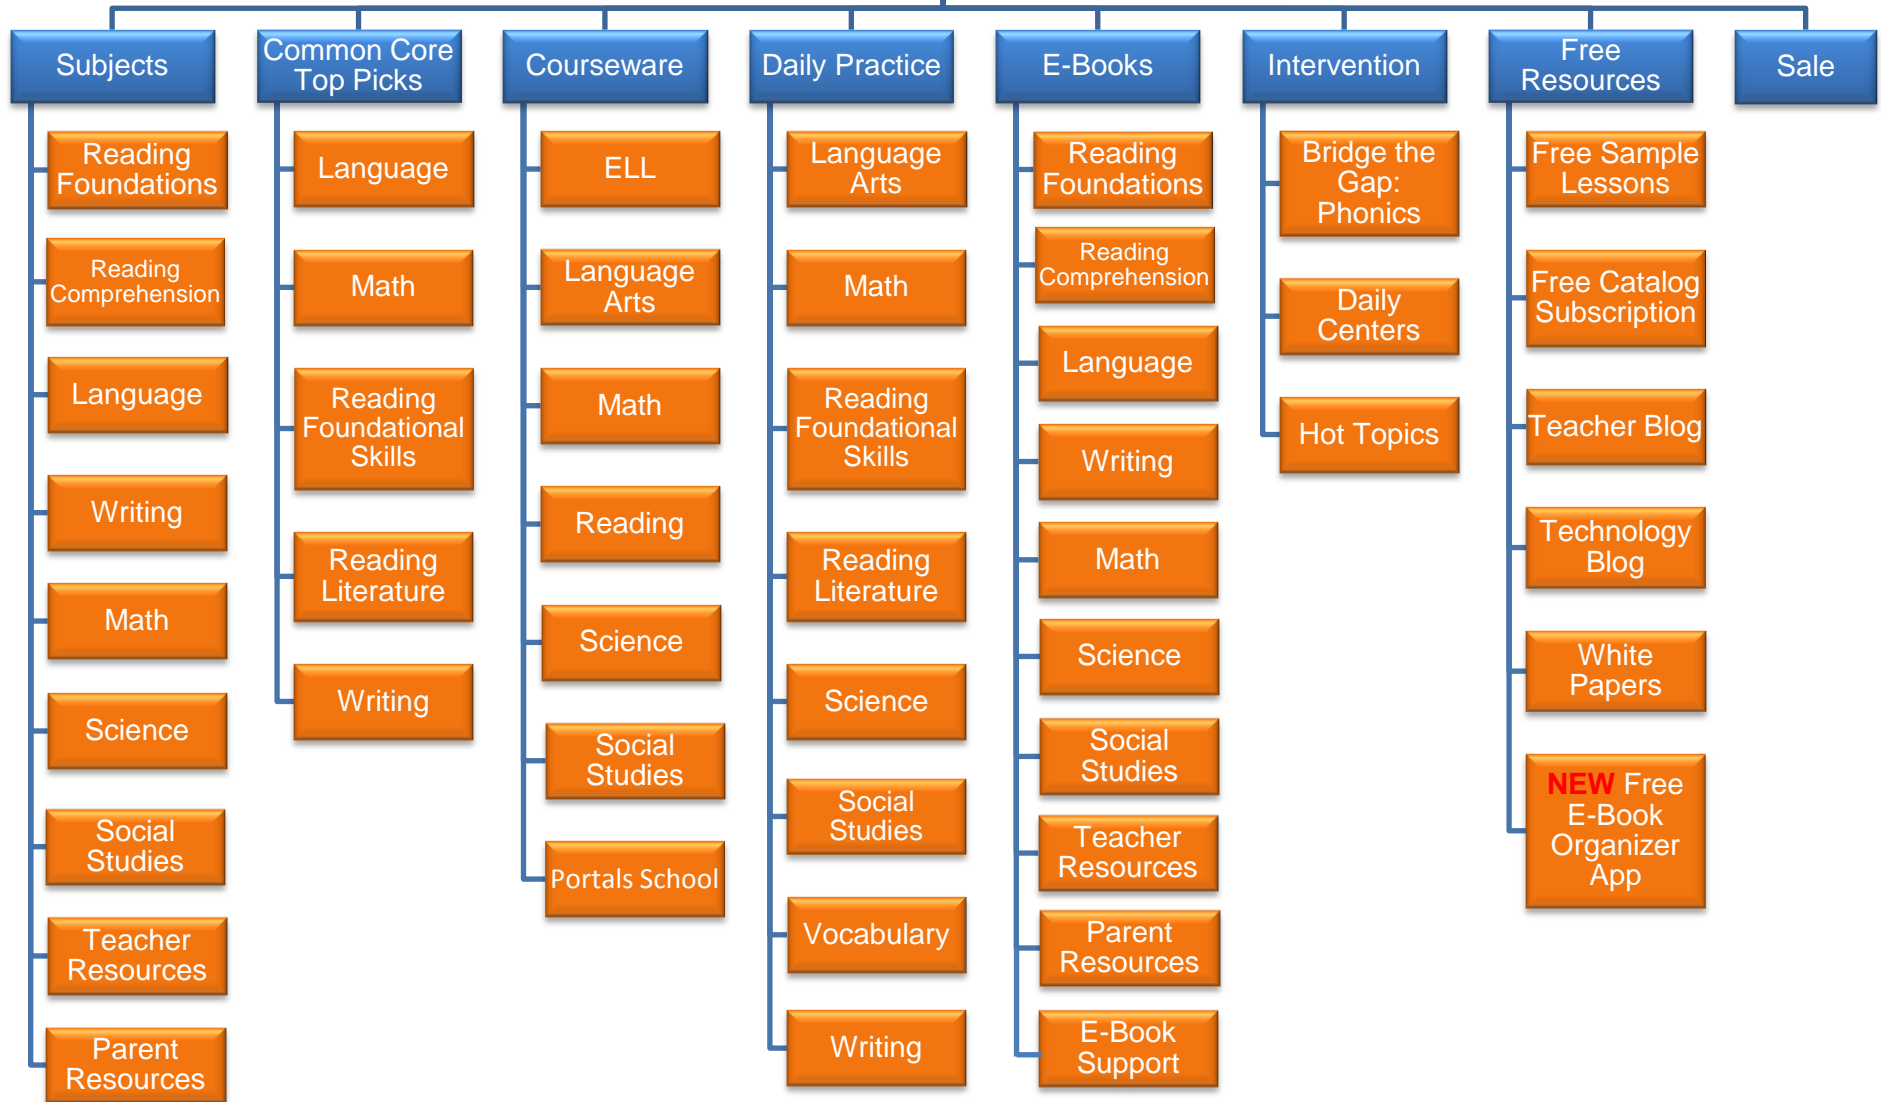 Subjects
Reading
Foundations
Reading
Comprehension
Language
Writing
Math
Science
Social
Studies
Teacher
Resources
Parent
Resources
Common Core
Top Picks
Language
Math
Reading
Foundational
Skills
Reading
Literature
Writing
Courseware
ELL
Language
Arts
Math
Reading
Science
Social
Studies
Portals School
Daily Practice
Language
Arts
Math
Reading
Foundational
Skills
Reading
Literature
Science
Social
Studies
Vocabulary
Writing
E-Books
Reading
Foundations
Reading
Comprehension
Language
Writing
Math
Science
Social
Studies
Teacher
Resources
Parent
Resources
E-Book
Support
Intervention
Bridge the
Gap:
Phonics
Daily
Centers
Hot Topics
Free
Resources
Free Sample
Lessons
Free Catalog
Subscription
Teacher Blog
Technology
Blog
White
Papers
NEW Free
E-Book
Organizer
App
Sale